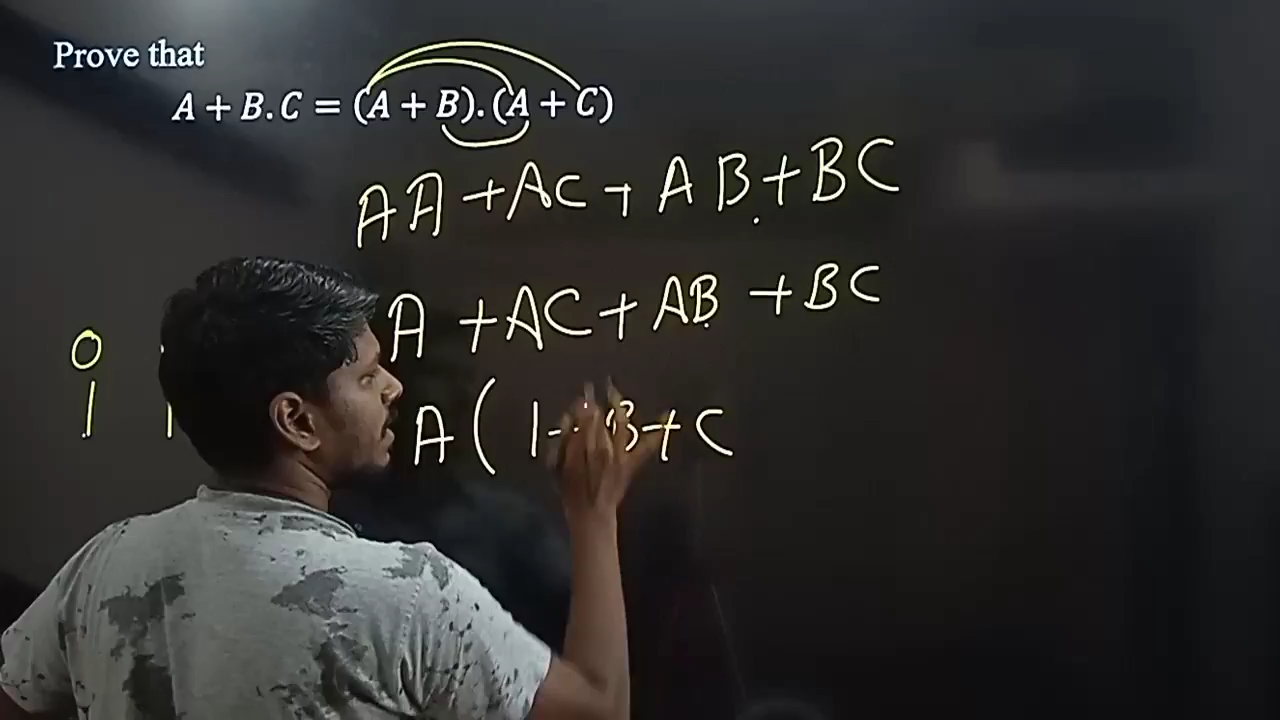 Prove that
A + B.C = (A + B).(A + C)
AA + AC + AB + BC
A + AC + AB + BC
0
1
A ( 1 + B + C